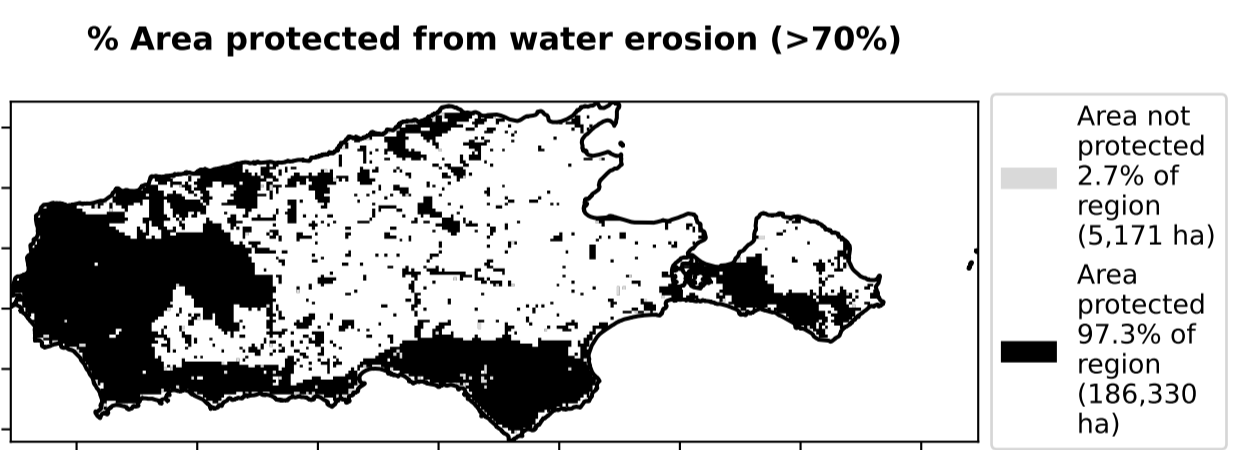 % Area protected from water erosion (>70%)
Area not
protected
2.7% of
region
(5,171 ha)
Area
protected
97.3% of
region
(186,330
ha)